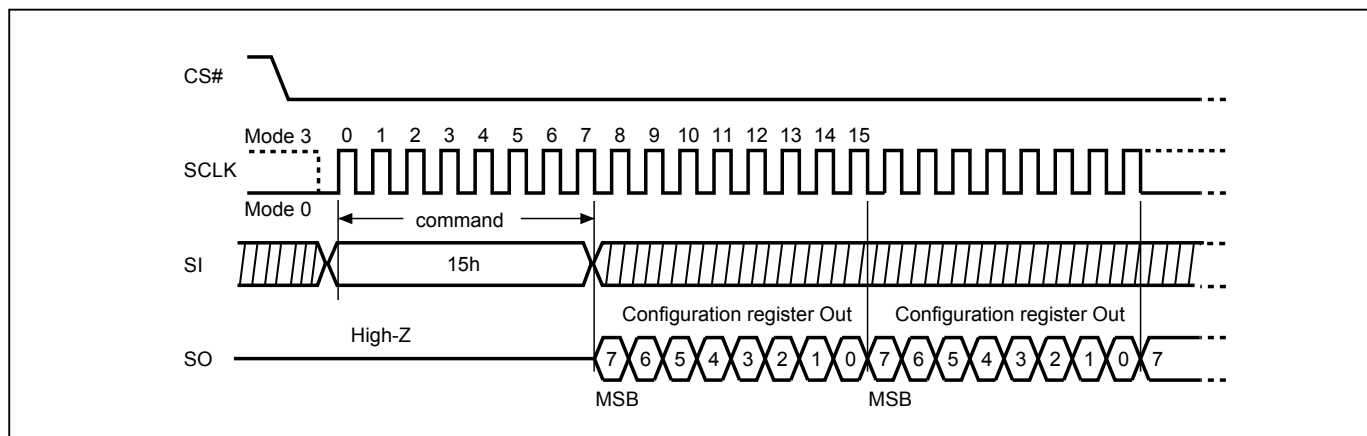 CS#
Mode 3 0 1 2 3 4 5 6 7 8 9 10 11 12 13 14 15
SCLK
Mode 0
command
SI 15h
Configuration register Out Configuration register Out
High-Z
SO 7 6 5 4 3 2 1 0 7 6 5 4 3 2 1 0 7
MSB MSB